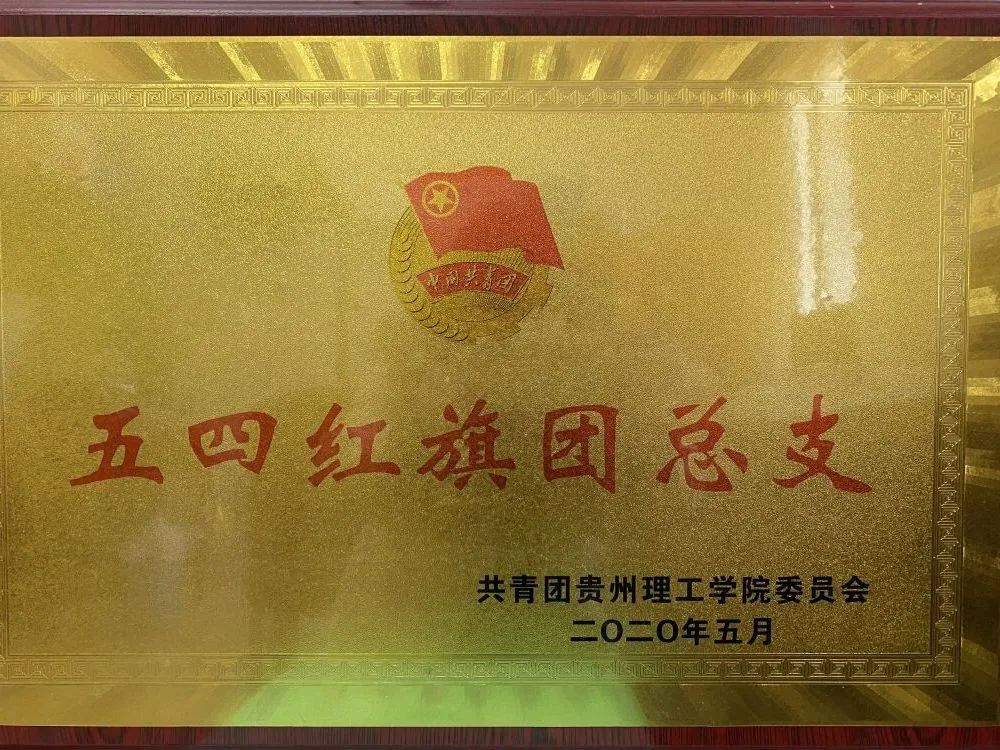 中国共青团
五四红旗团总支
共青团贵州理工学院委员会
二〇二〇年五月